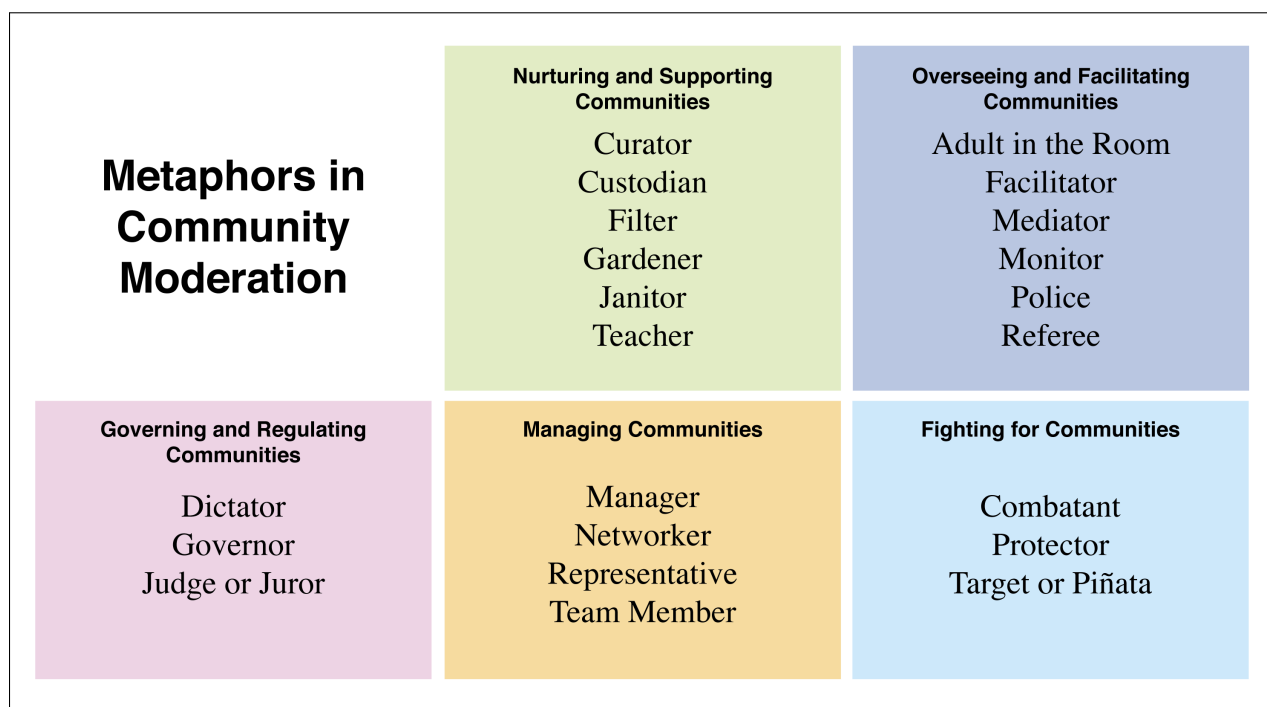 Metaphors in
Community
Moderation
Nurturing and Supporting
Communities
Curator
Custodian
Filter
Gardener
Janitor
Teacher
Overseeing and Facilitating
Communities
Adult in the Room
Facilitator
Mediator
Monitor
Police
Referee
Governing and Regulating
Communities
Dictator
Governor
Judge or Juror
Managing Communities
Manager
Networker
Representative
Team Member
Fighting for Communities
Combatant
Protector
Target or Piñata